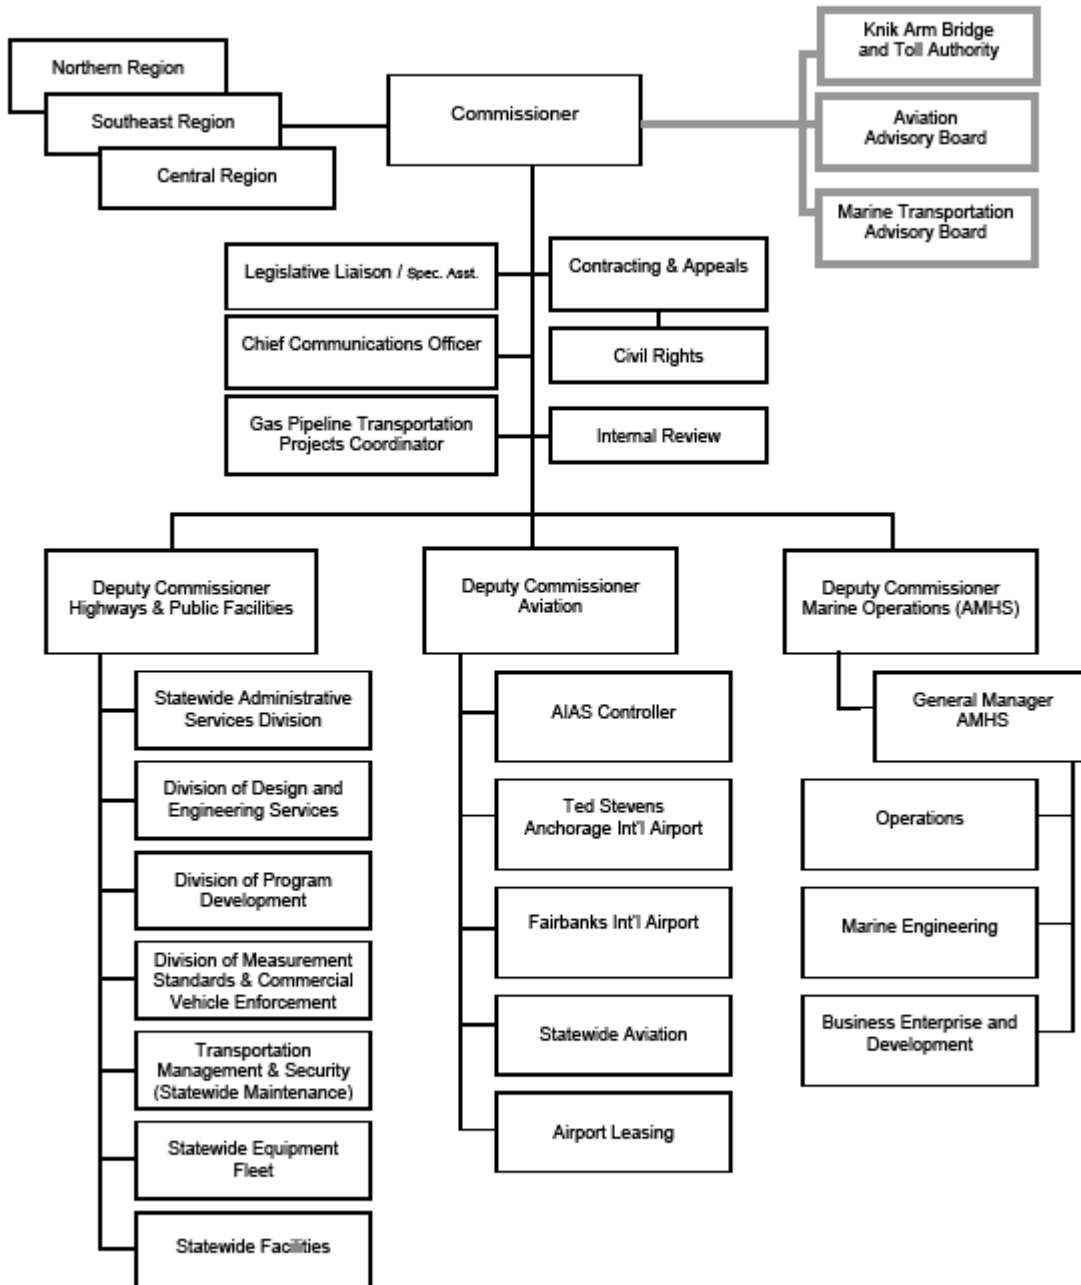 Northern Region
Southeast Region
Central Region
Commissioner
Knik Arm Bridge
and Toll Authority
Aviation
Advisory Board
Marine Transportation
Advisory Board
Legislative Liaison / Spec. Asst.
Contracting & Appeals
Chief Communications Officer
Civil Rights
Gas Pipeline Transportation
Projects Coordinator
Internal Review
Deputy Commissioner
Highways & Public Facilities
Statewide Administrative
Services Division
Division of Design and
Engineering Services
Division of Program
Development
Division of Measurement
Standards & Commercial
Vehicle Enforcement
Transportation
Management & Security
(Statewide Maintenance)
Statewide Equipment
Fleet
Statewide Facilities
Deputy Commissioner
Aviation
AIAS Controller
Ted Stevens
Anchorage Int'l Airport
Fairbanks Int'l Airport
Statewide Aviation
Airport Leasing
Deputy Commissioner
Marine Operations (AMHS)
General Manager
AMHS
Operations
Marine Engineering
Business Enterprise and
Development